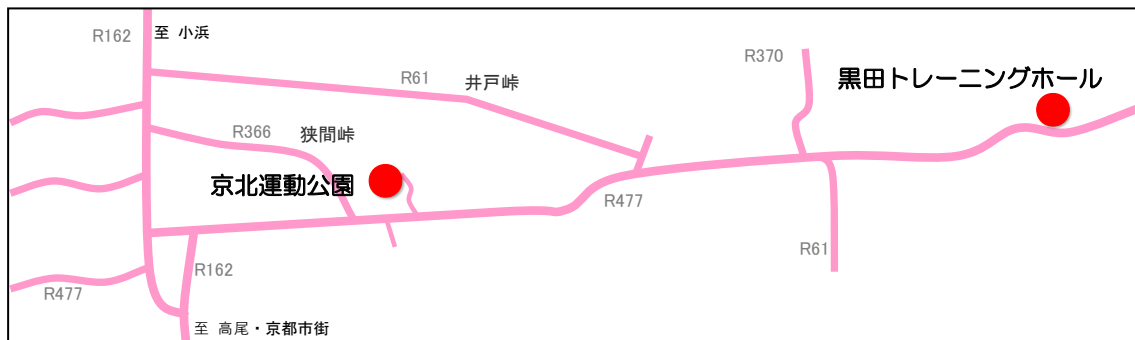 R162
至 小浜
R370
R61
井戸峠
黒田トレーニングホール
R366
狭間峠
京北運動公園
R477
R61
R162
R477
至 高尾・京都市街